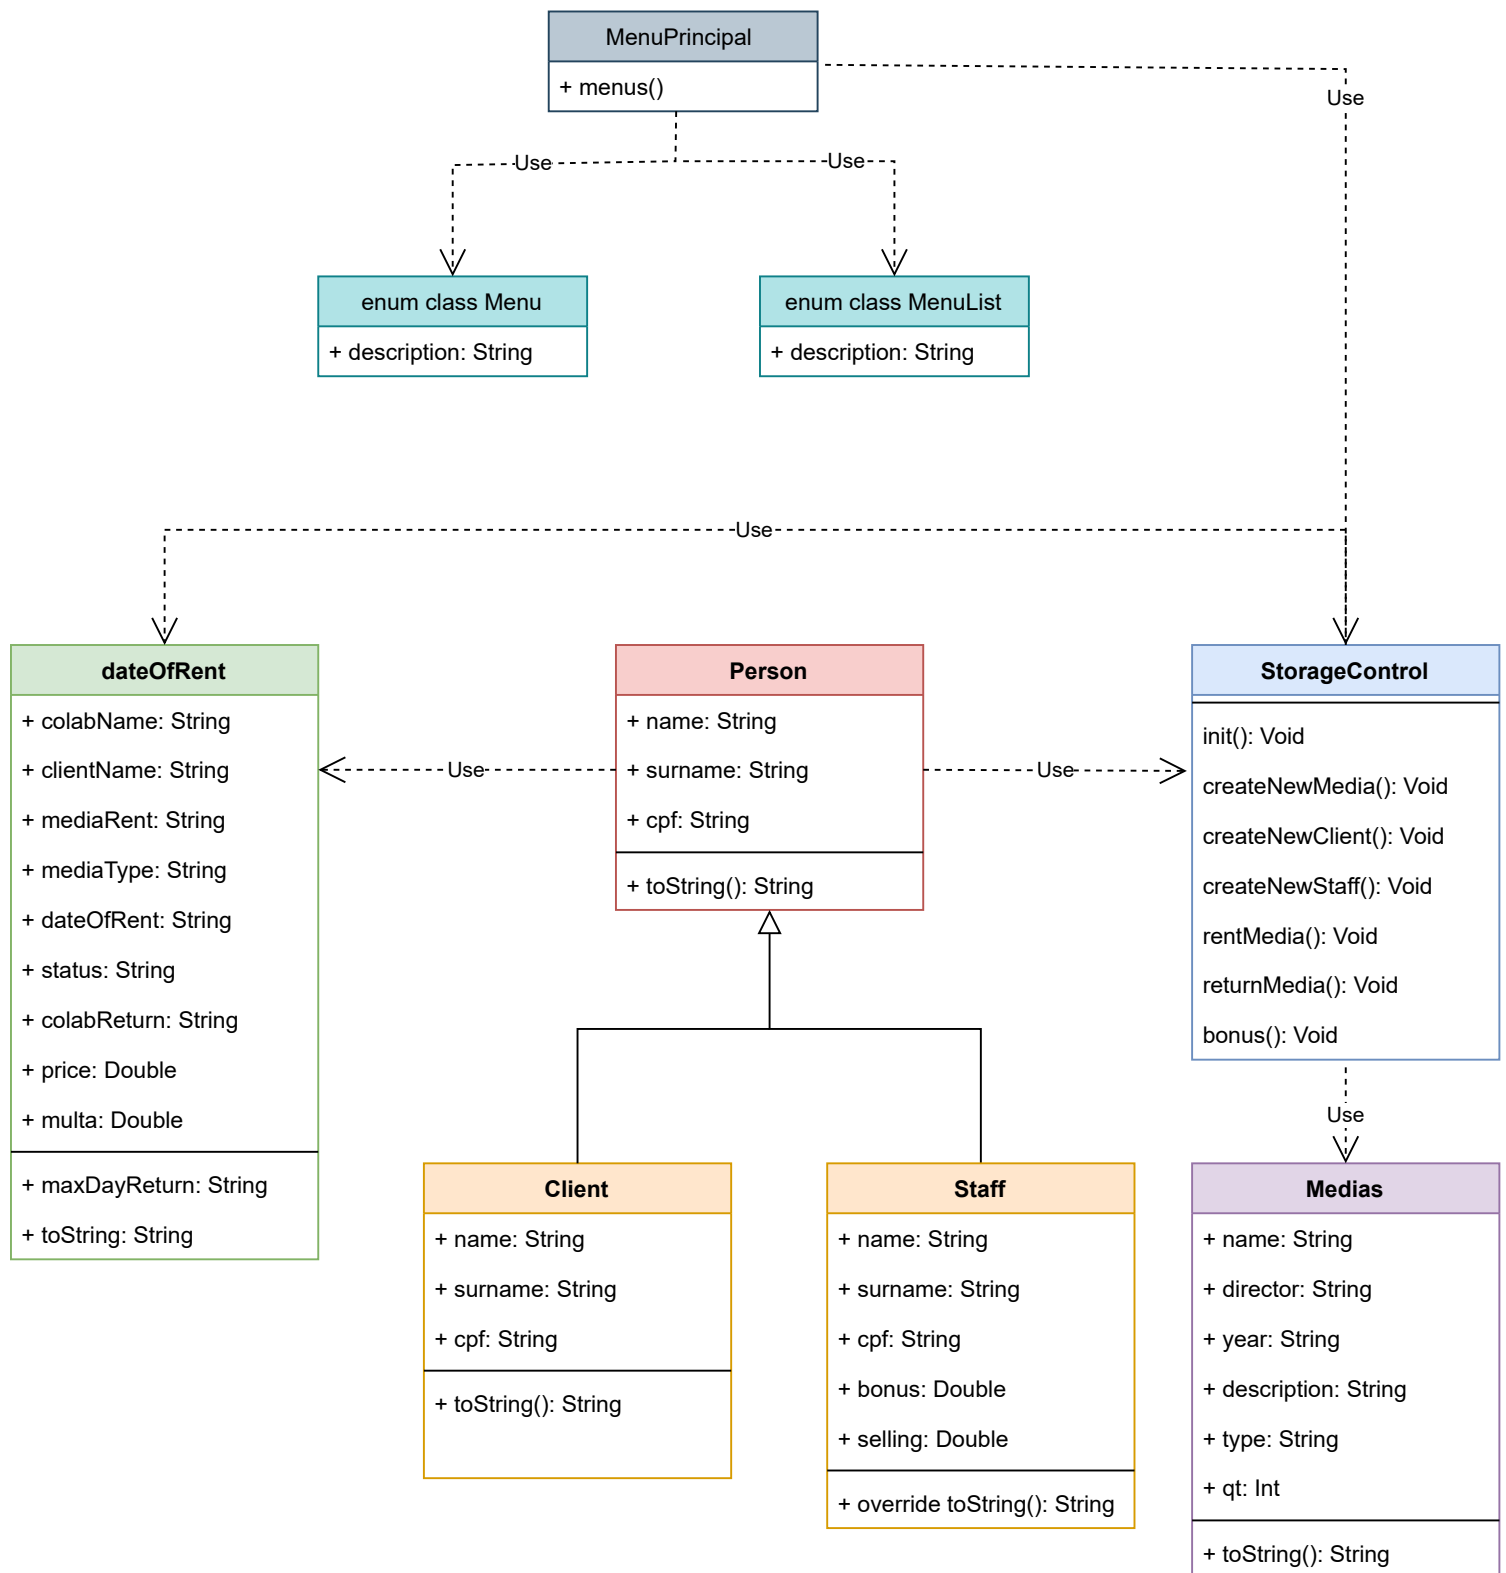 MenuPrincipal
+ menus()
Use
Use
Use
enum class Menu
+ description: String
enum class MenuList
+ description: String
Use
dateOfRent
+ colabName: String
+ clientName: String
+ mediaRent: String
+ mediaType: String
+ dateOfRent: String
+ status: String
+ colabReturn: String
+ price: Double
+ multa: Double
+ maxDayReturn: String
+ toString: String
Use
Person
+ name: String
+ surname: String
+ cpf: String
+ toString(): String
Use
StorageControl
init(): Void
createNewMedia(): Void
createNewClient(): Void
createNewStaff(): Void
rentMedia(): Void
returnMedia(): Void
bonus(): Void
Use
Client
+ name: String
+ surname: String
+ cpf: String
+ toString(): String
Staff
+ name: String
+ surname: String
+ cpf: String
+ bonus: Double
+ selling: Double
+ override toString(): String
Medias
+ name: String
+ director: String
+ year: String
+ description: String
+ type: String
+ qt: Int
+ toString(): String